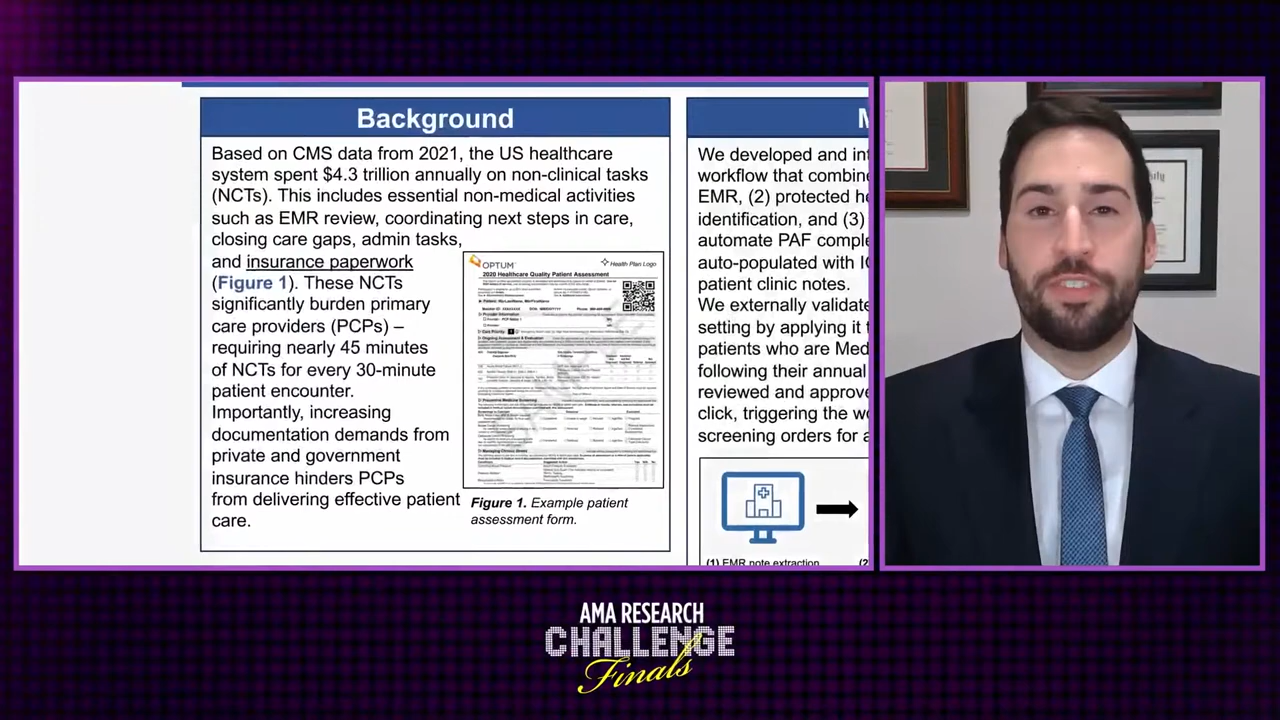 Background
Based on CMS data from 2021, the US healthcare
system spent $4.3 trillion annually on non-clinical tasks
(NCTs). This includes essential non-medical activities
such as EMR review, coordinating next steps in care,
closing care gaps, admin tasks,
and insurance paperwork
(Figure 1). These NCTs
significantly burden primary
care providers (PCPs) –
requiring nearly 45 minutes
of NCTs for every 30-minute
patient encounter.
Importantly, increasing
documentation demands from
private and government
insurance hinders PCPs
from delivering effective patient
care.
OPTUM
Health Plan Logo
2020 Healthcare Quality Patient Assessment
Figure 1. Example patient
assessment form.
M
We developed and int
workflow that combine
EMR, (2) protected he
identification, and (3)
automate PAF comple
auto-populated with IC
patient clinic notes.
We externally validate
setting by applying it t
patients who are Med
following their annual
reviewed and approve
click, triggering the wo
screening orders for a
(1) EMR note extraction
(2
AMA RESEARCH
CHALLENGE
Finals